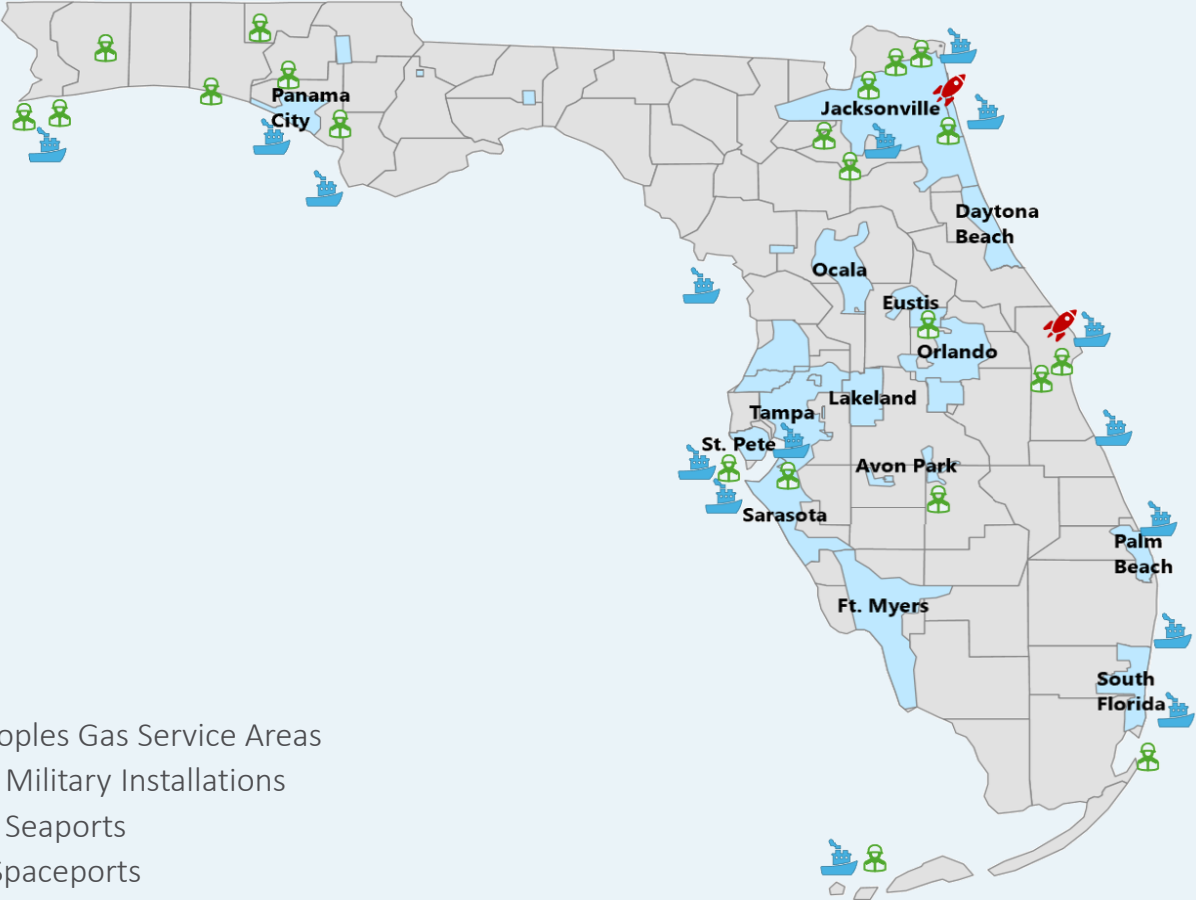 Panama
City
Jacksonville
Daytona
Beach
Ocala
Eustis
Orlando
Lakeland
Tampa
St. Pete
Avon Park
Sarasota
Palm
Beach
Ft. Myers
South
Florida
oples Gas Service Areas
Military Installations
Seaports
Spaceports